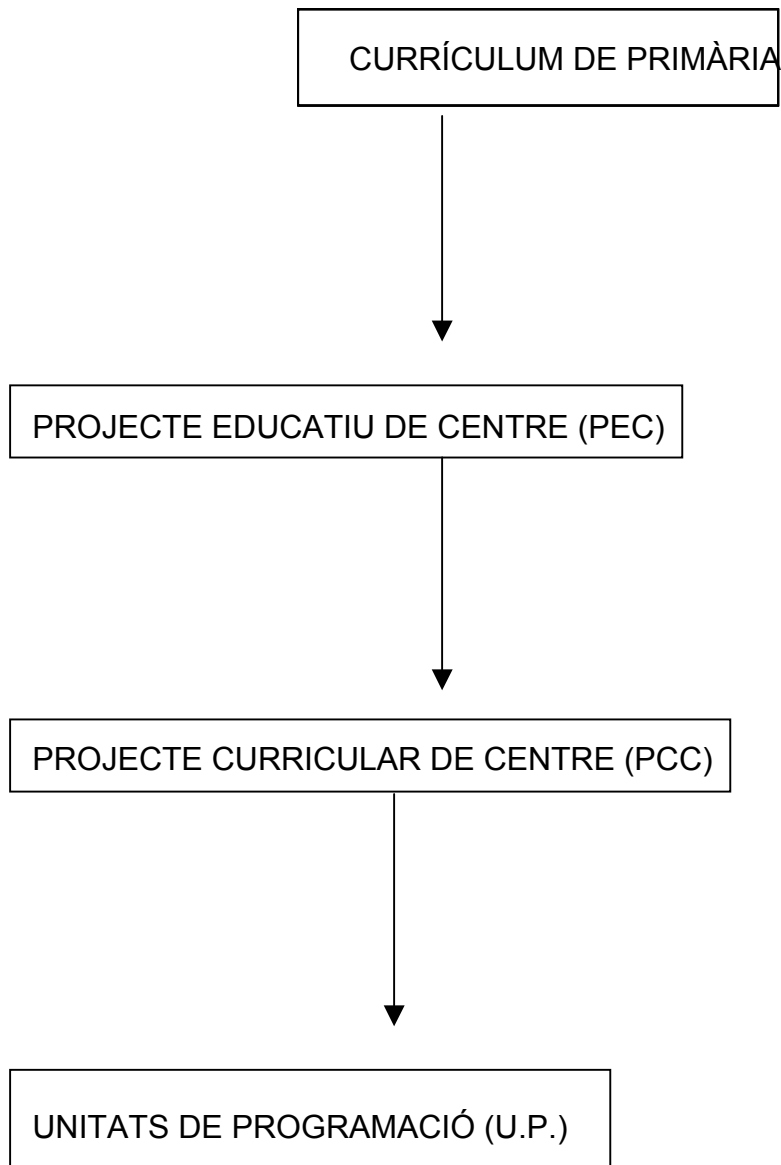 CURRÍCULUM DE PRIMÀRIA
PROJECTE EDUCATIU DE CENTRE (PEC)
PROJECTE CURRICULAR DE CENTRE (PCC)
UNITATS DE PROGRAMACIÓ (U.P.)